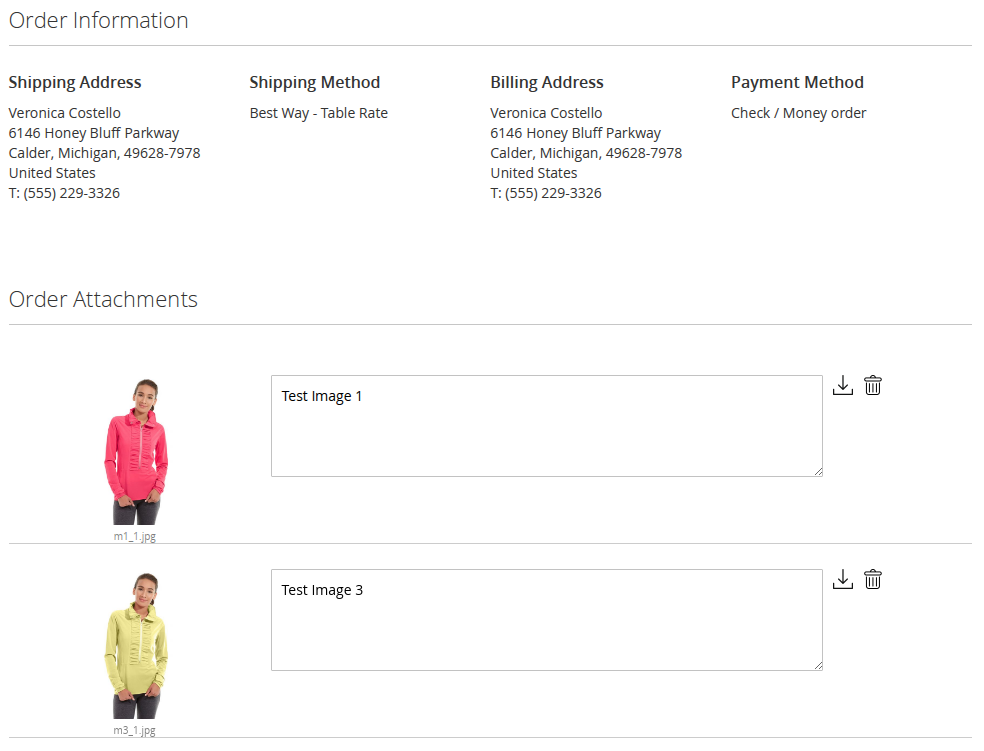 Order Information
Shipping Address
Veronica Costello
6146 Honey Bluff Parkway
Calder, Michigan, 49628-7978
United States
T: (555) 229-3326
Shipping Method
Best Way - Table Rate
Billing Address
Veronica Costello
6146 Honey Bluff Parkway
Calder, Michigan, 49628-7978
United States
T: (555) 229-3326
Payment Method
Check / Money order
Order Attachments
Test Image 1
m1_1.jpg
Test Image 3
m3_1.jpg